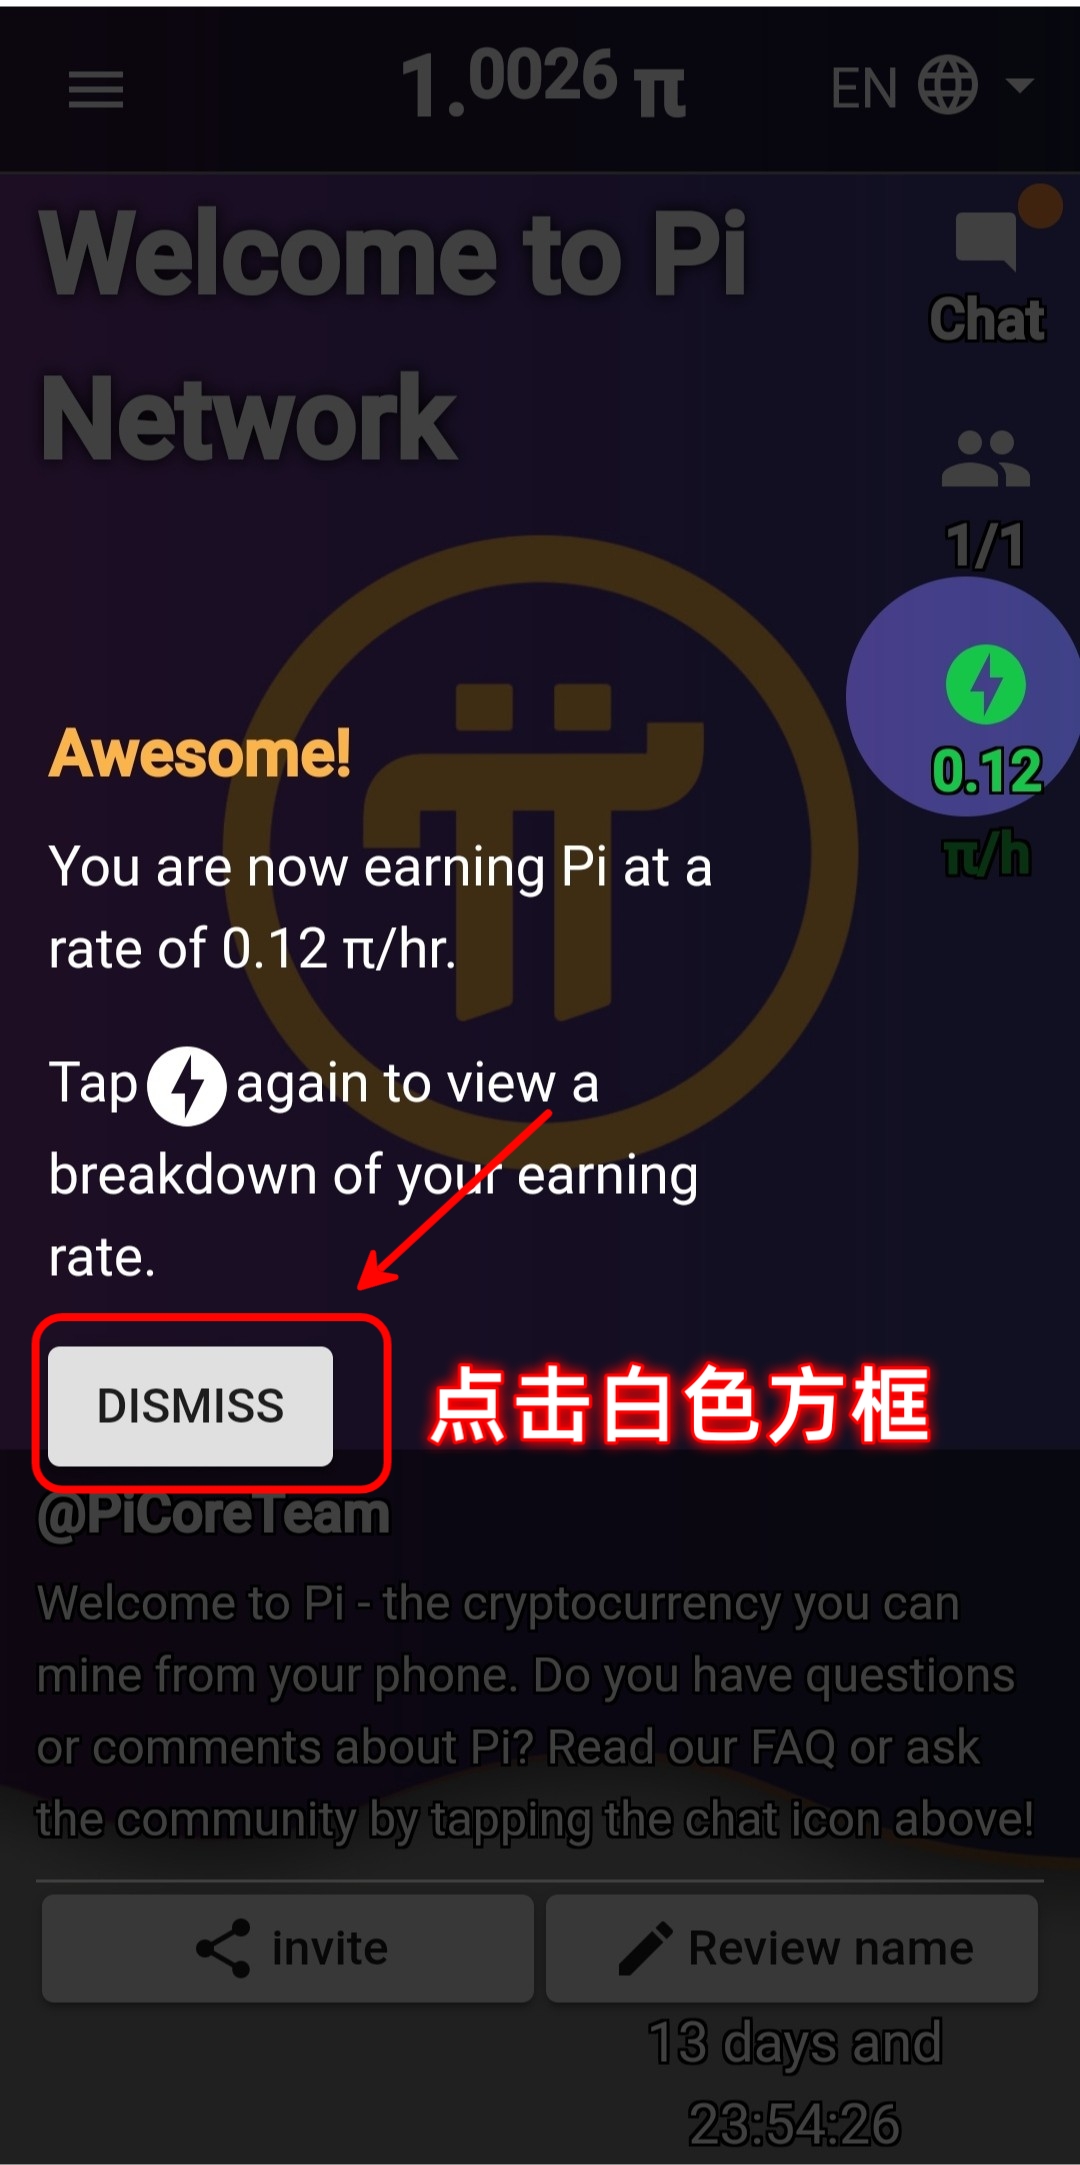 1.0026 π EN
Welcome to Pi
Network
Chat
1/1
0.12
π/h
Awesome!
You are now earning Pi at a
rate of 0.12 π/hr.
Tap again to view a
breakdown of your earning
rate.
DISMISS
点击白色方框
@PiCoreTeam
Welcome to Pi - the cryptocurrency you can
mine from your phone. Do you have questions
or comments about Pi? Read our FAQ or ask
the community by tapping the chat icon above!
invite
Review name
13 days and
23:54:26